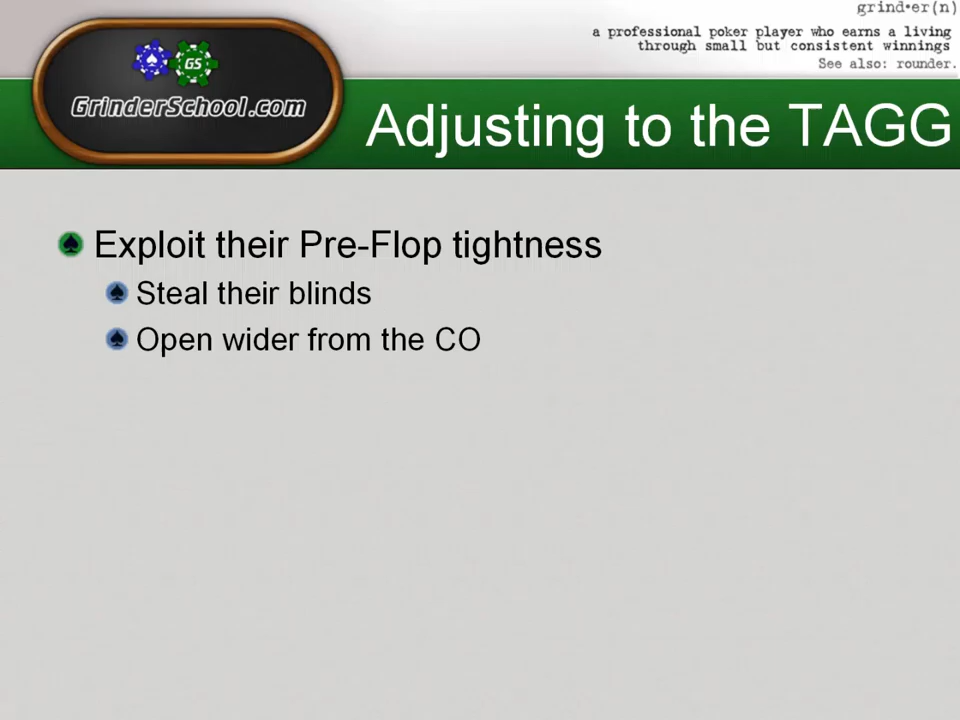 grind•er(n)
a professional poker player who earns a living
through small but consistent winnings
See also: rounder.
GS
GrinderSchool.com
Adjusting to the TAGG
Exploit their Pre-Flop tightness
Steal their blinds
Open wider from the CO